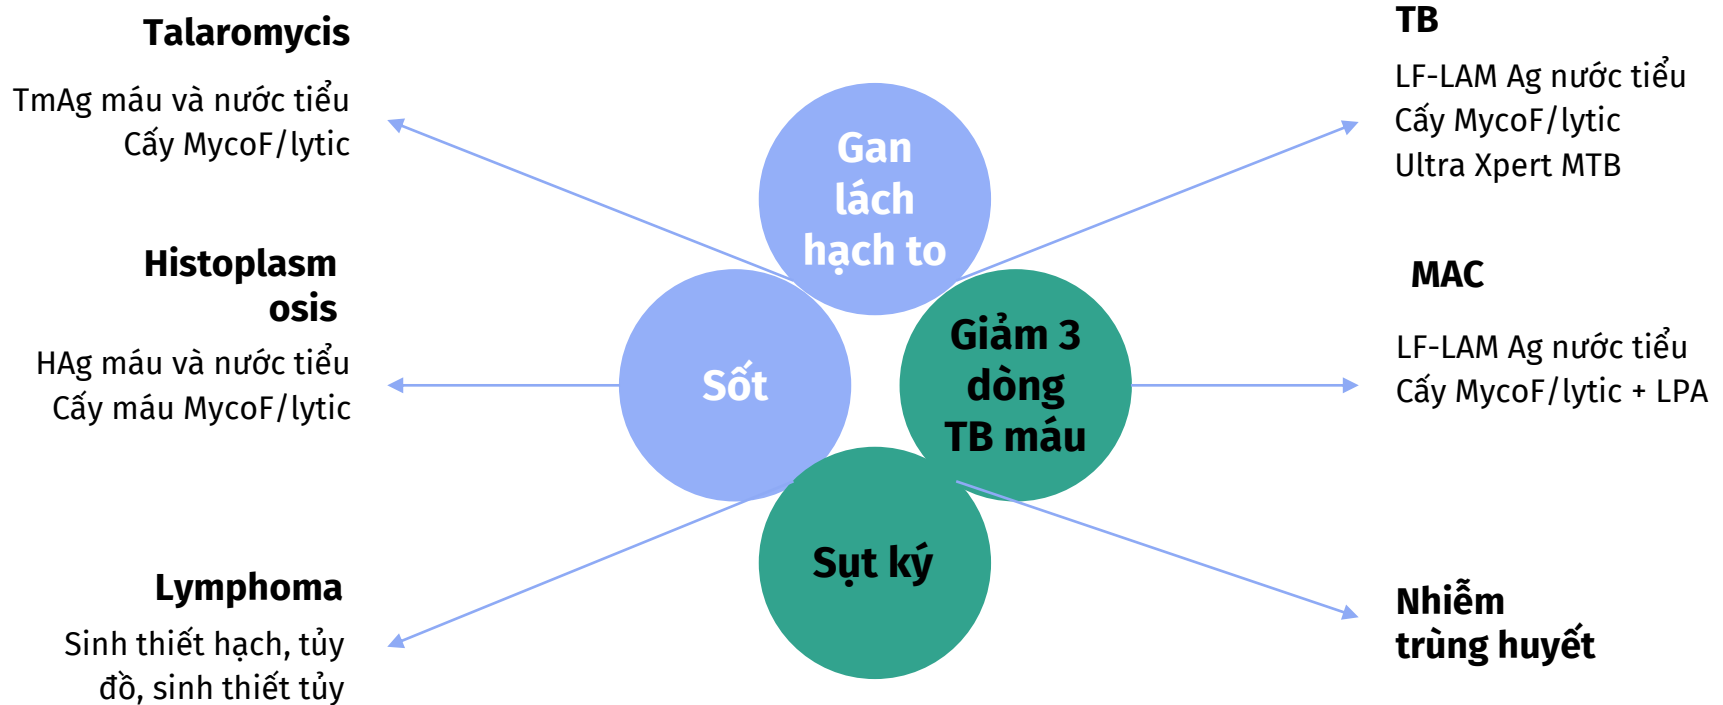 Talaromycis
TmAg máu và nước tiểu
Cấy MycoF/lytic
Histoplasm
osis
HAg máu và nước tiểu
Cấy máu MycoF/lytic
Lymphoma
Sinh thiết hạch, tủy
đồ, sinh thiết tủy
Gan
lách
hạch to
Sốt
Giảm 3
dòng
TB máu
Sụt ký
TB
LF-LAM Ag nước tiểu
Cấy MycoF/lytic
Ultra Xpert MTB
MAC
LF-LAM Ag nước tiểu
Cấy MycoF/lytic + LPA
Nhiễm
trùng huyết